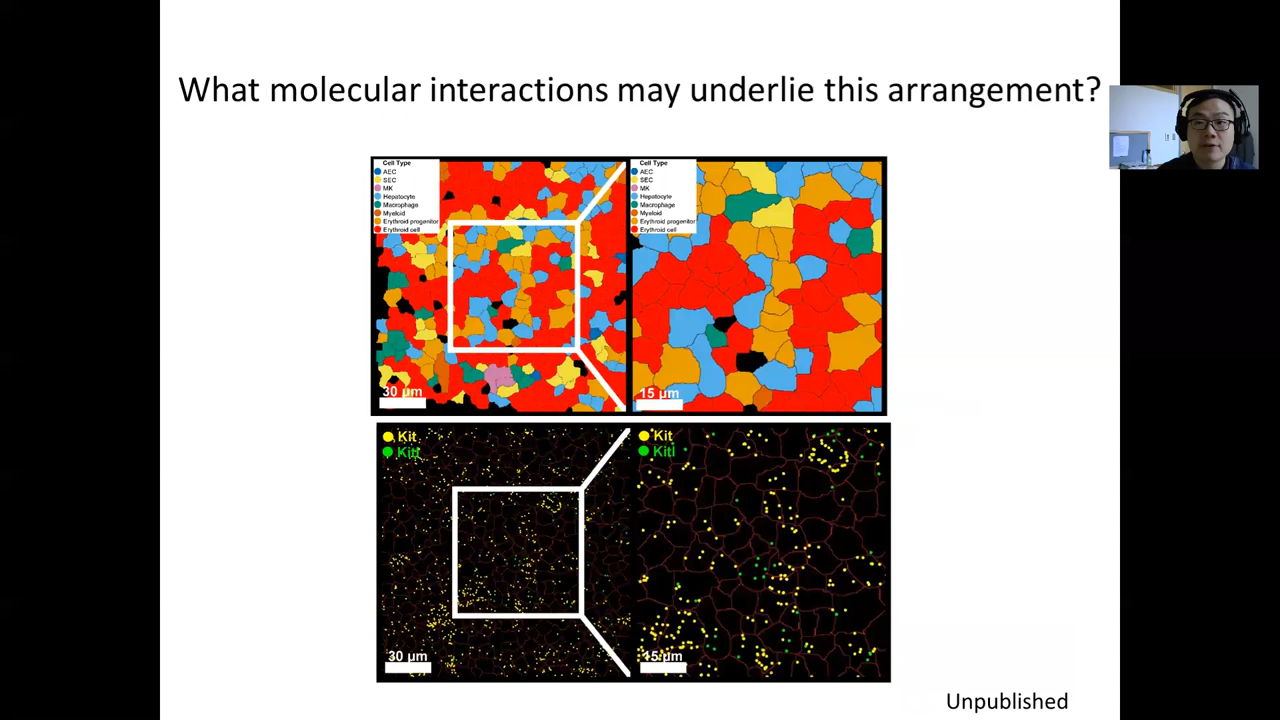 What molecular interactions may underlie this arrangement?
Cell Type
AEC
SEC
MK
Hepatocyte
Macrophage
Myeloid
Erythroid progenitor
Erythroid cell
30 µm
Cell Type
AEC
SEC
MK
Hepatocyte
Macrophage
Myeloid
Erythroid progenitor
Erythroid cell
15 µm
Kit
Kitl
30 µm
Kit
Kitl
15 µm
Unpublished